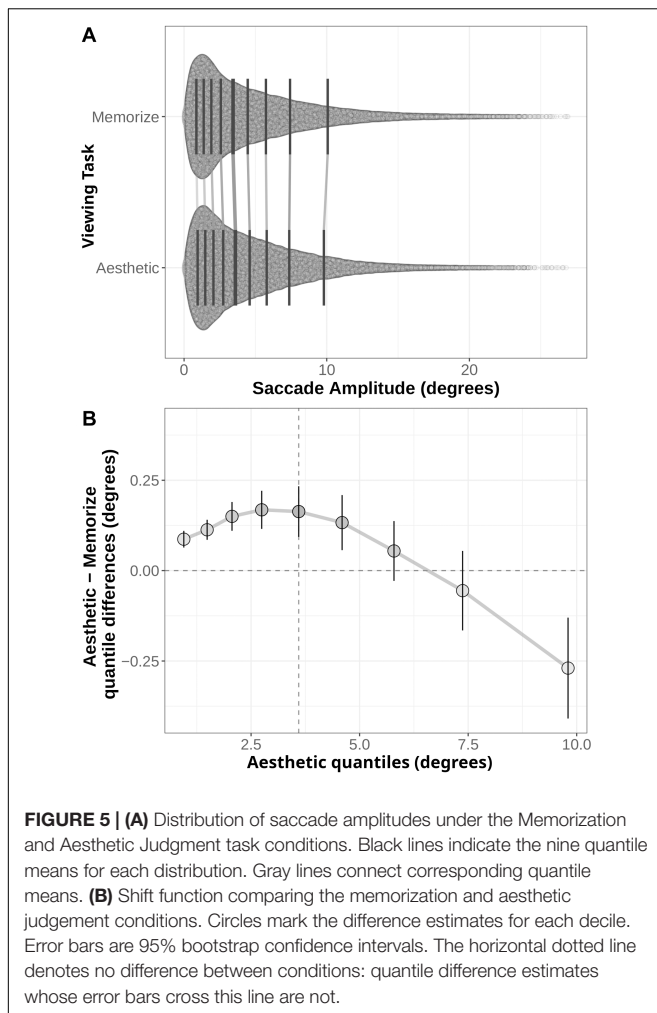 A
Viewing Task
Memorize
Aesthetic
0 10 20
Saccade Amplitude (degrees)
B
Aesthetic − Memorize
quantile differences (degrees)
0.25
0.00
−0.25
2.5 5.0 7.5 10.0
Aesthetic quantiles (degrees)
FIGURE 5 | (A) Distribution of saccade amplitudes under the Memorization
and Aesthetic Judgment task conditions. Black lines indicate the nine quantile
means for each distribution. Gray lines connect corresponding quantile
means. (B) Shift function comparing the memorization and aesthetic
judgement conditions. Circles mark the difference estimates for each decile.
Error bars are 95% bootstrap confidence intervals. The horizontal dotted line
denotes no difference between conditions: quantile difference estimates
whose error bars cross this line are not.